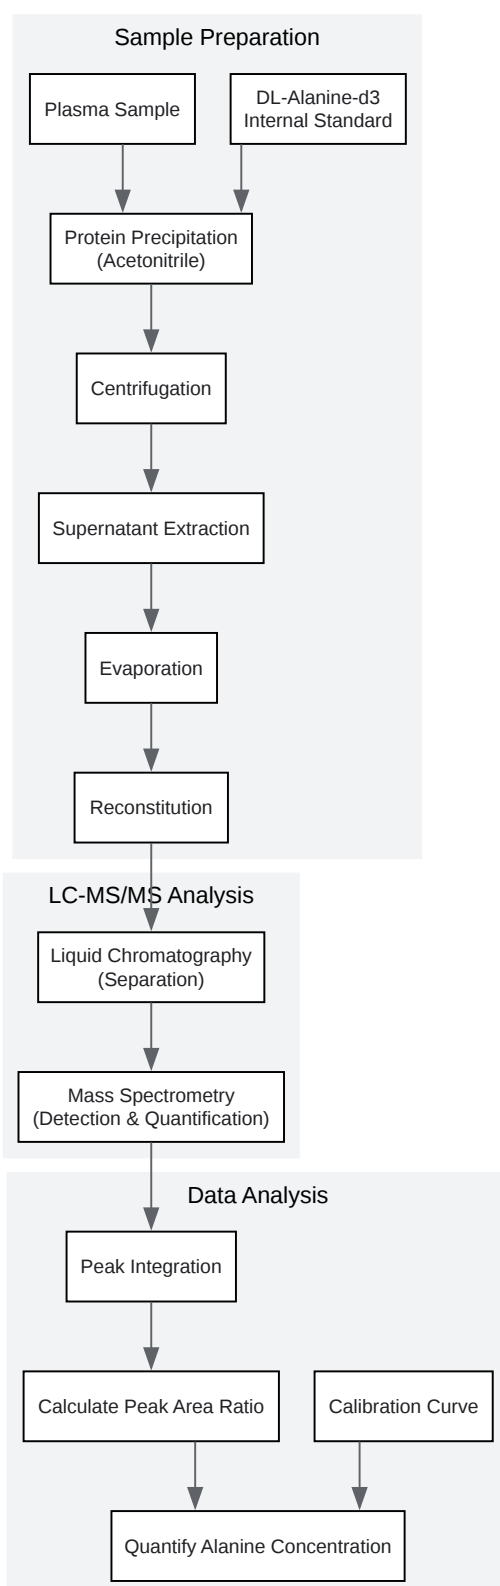 Sample Preparation
Plasma Sample
DL-Alanine-d3
Internal Standard
Protein Precipitation
(Acetonitrile)
Centrifugation
Supernatant Extraction
Evaporation
Reconstitution
LC-MS/MS Analysis
Liquid Chromatography
(Separation)
Mass Spectrometry
(Detection & Quantification)
Data Analysis
Peak Integration
Calculate Peak Area Ratio
Calibration Curve
Quantify Alanine Concentration